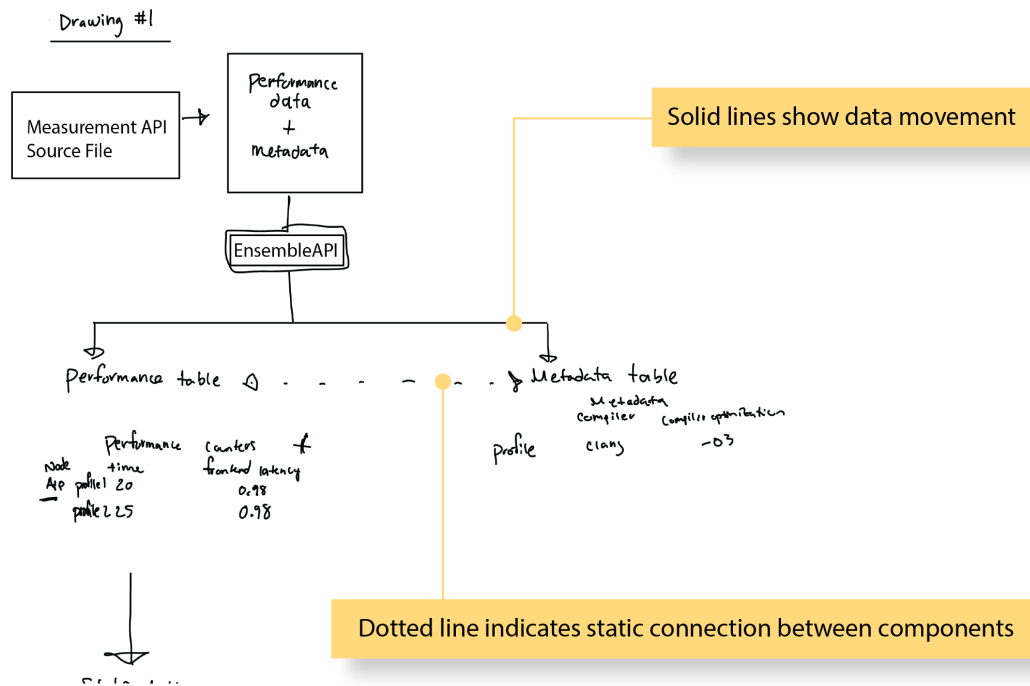 Drawing #1
Measurement API
Source File
performance
data
+
metadata
Solid lines show data movement
EnsembleAPI
performance table
Metadata table
Metadata
compiler compiler optimization
profile clang -O3
performance counters
Node time frontend latency
profile1 20 0.98
profile2 25 0.98
Dotted line indicates static connection between components